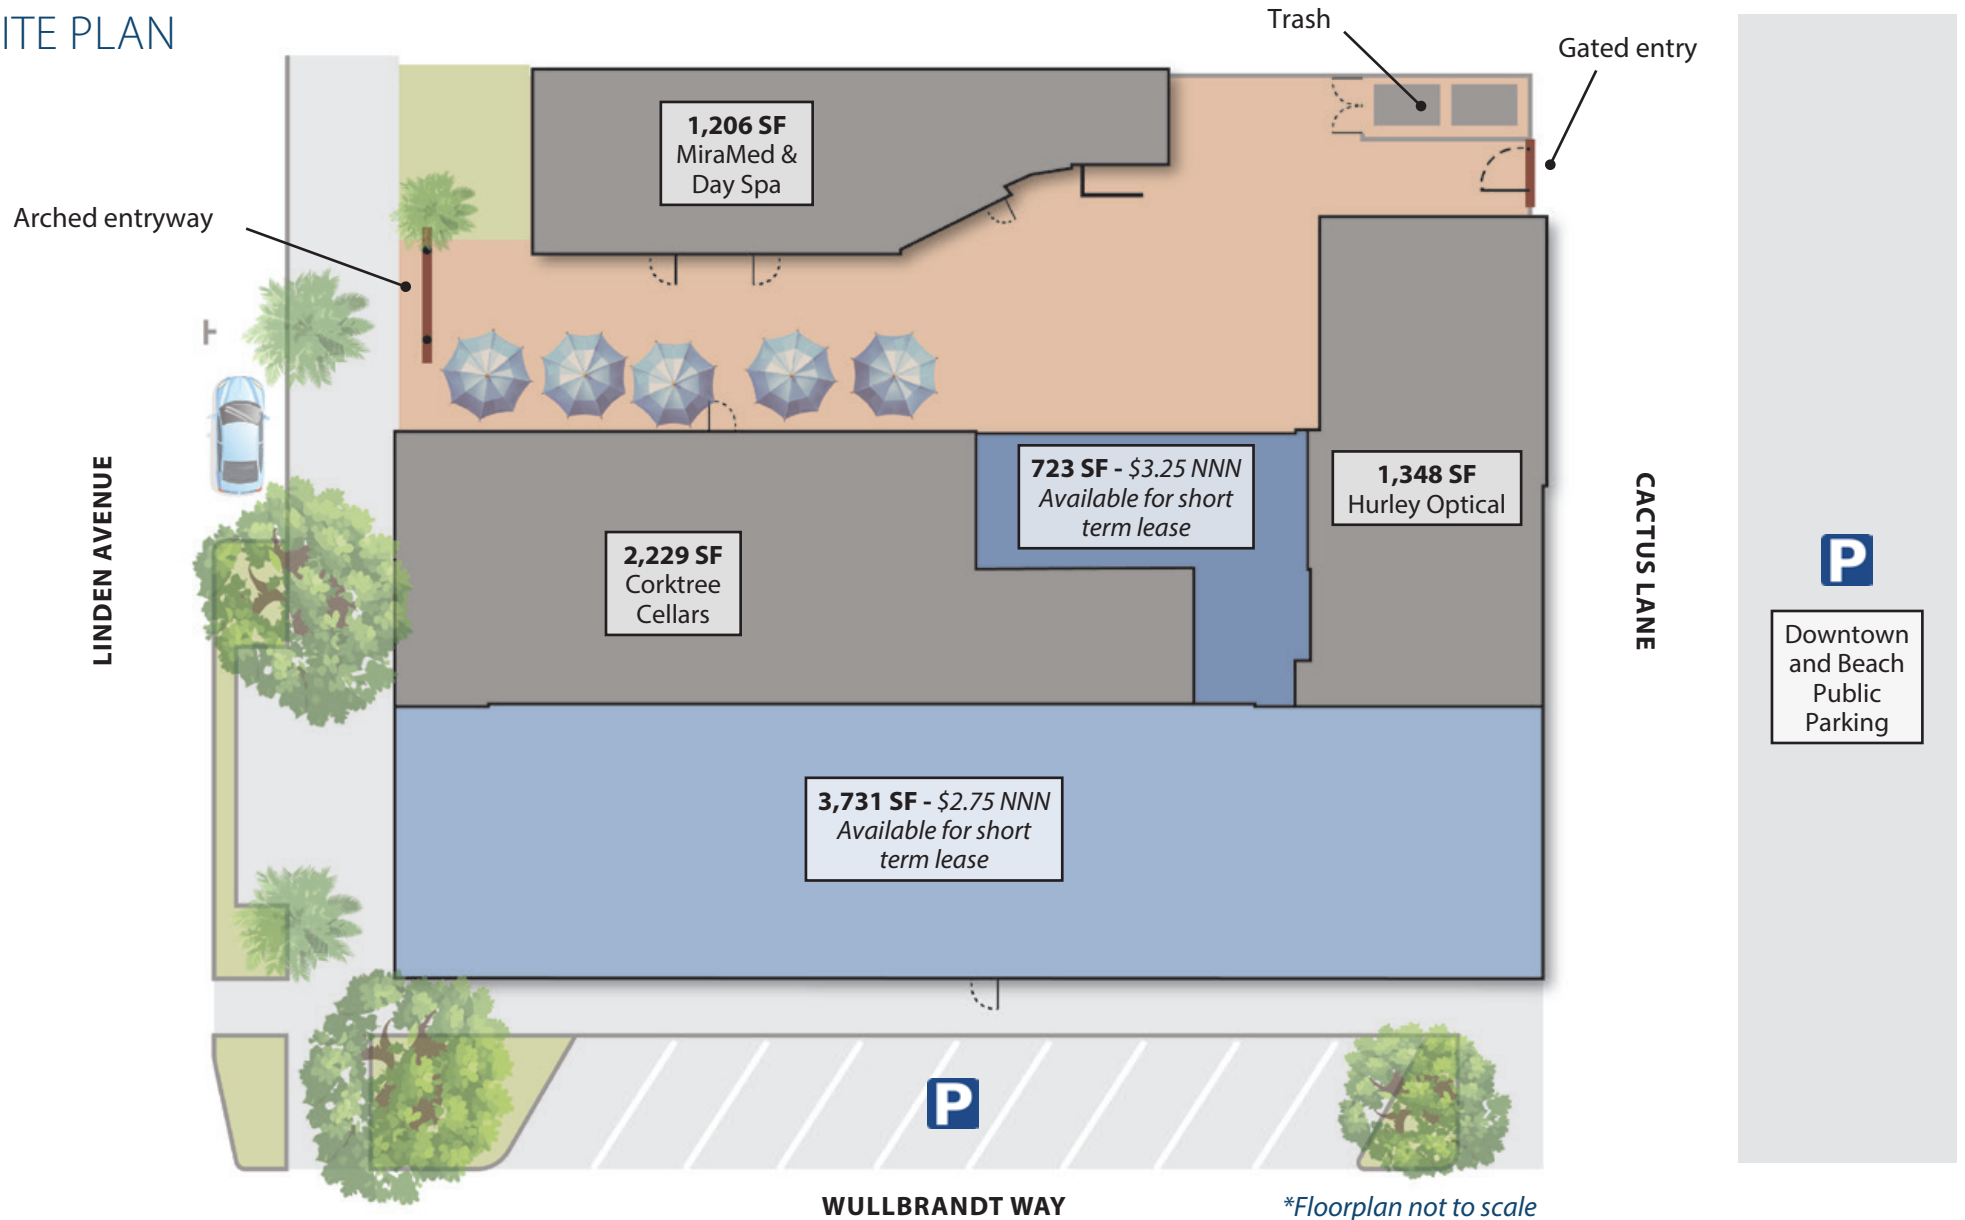 ITE PLAN
Trash
Gated entry
1,206 SF
MiraMed &
Day Spa
Arched entryway
723 SF - $3.25 NNN
Available for short
term lease
1,348 SF
Hurley Optical
2,229 SF
Corktree
Cellars
LINDEN AVENUE
CACTUS LANE
P
Downtown
and Beach
Public
Parking
3,731 SF - $2.75 NNN
Available for short
term lease
P
WULLBRANDT WAY
*Floorplan not to scale